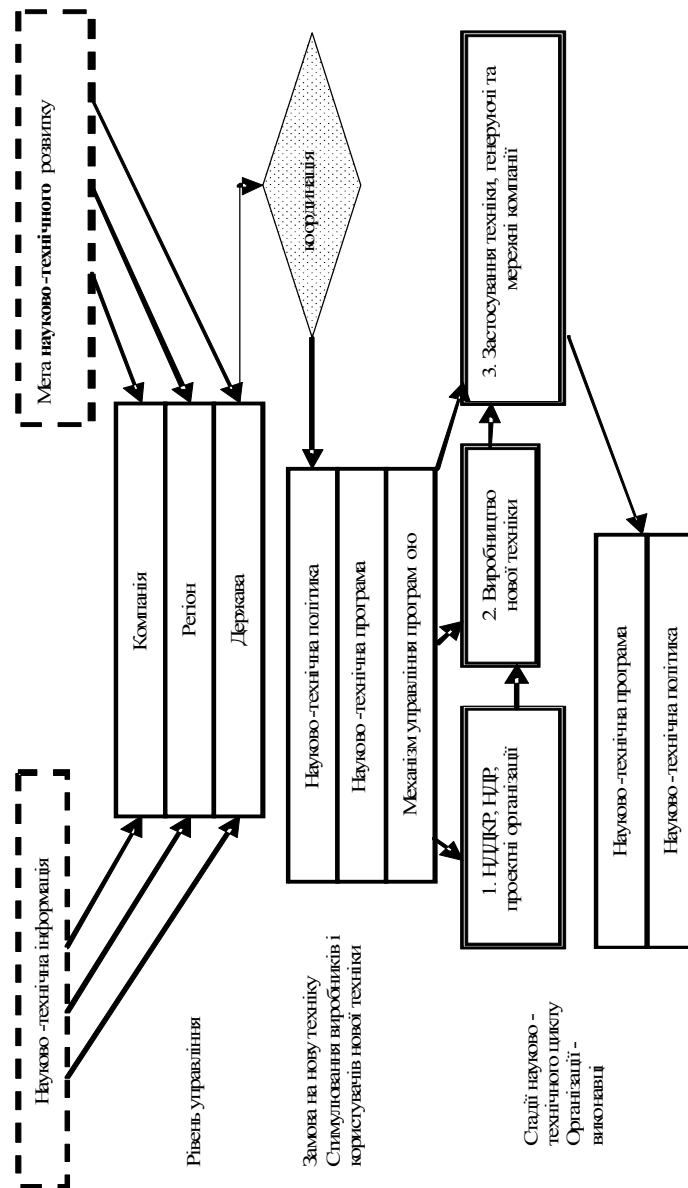 Науково -технічна інформація
Мета науково -технічного розвитку
Рівень управління
Компанія
Регіон
Держава
координація
Замова на нову техніку
Стимулювання виробників і
користувачів нової техніки
Науково -технічна політика
Науково -технічна програма
Механізм управління програм ою
Стадії науково -
технічного циклу
Організації -
виконавці
1. НДДКР, НДР,
проектні організації
2. Виробництво
нової техніки
3. Застосування техніки, генеруючі та
мережні компанії
Науково -технічна програма
Науково -технічна політика